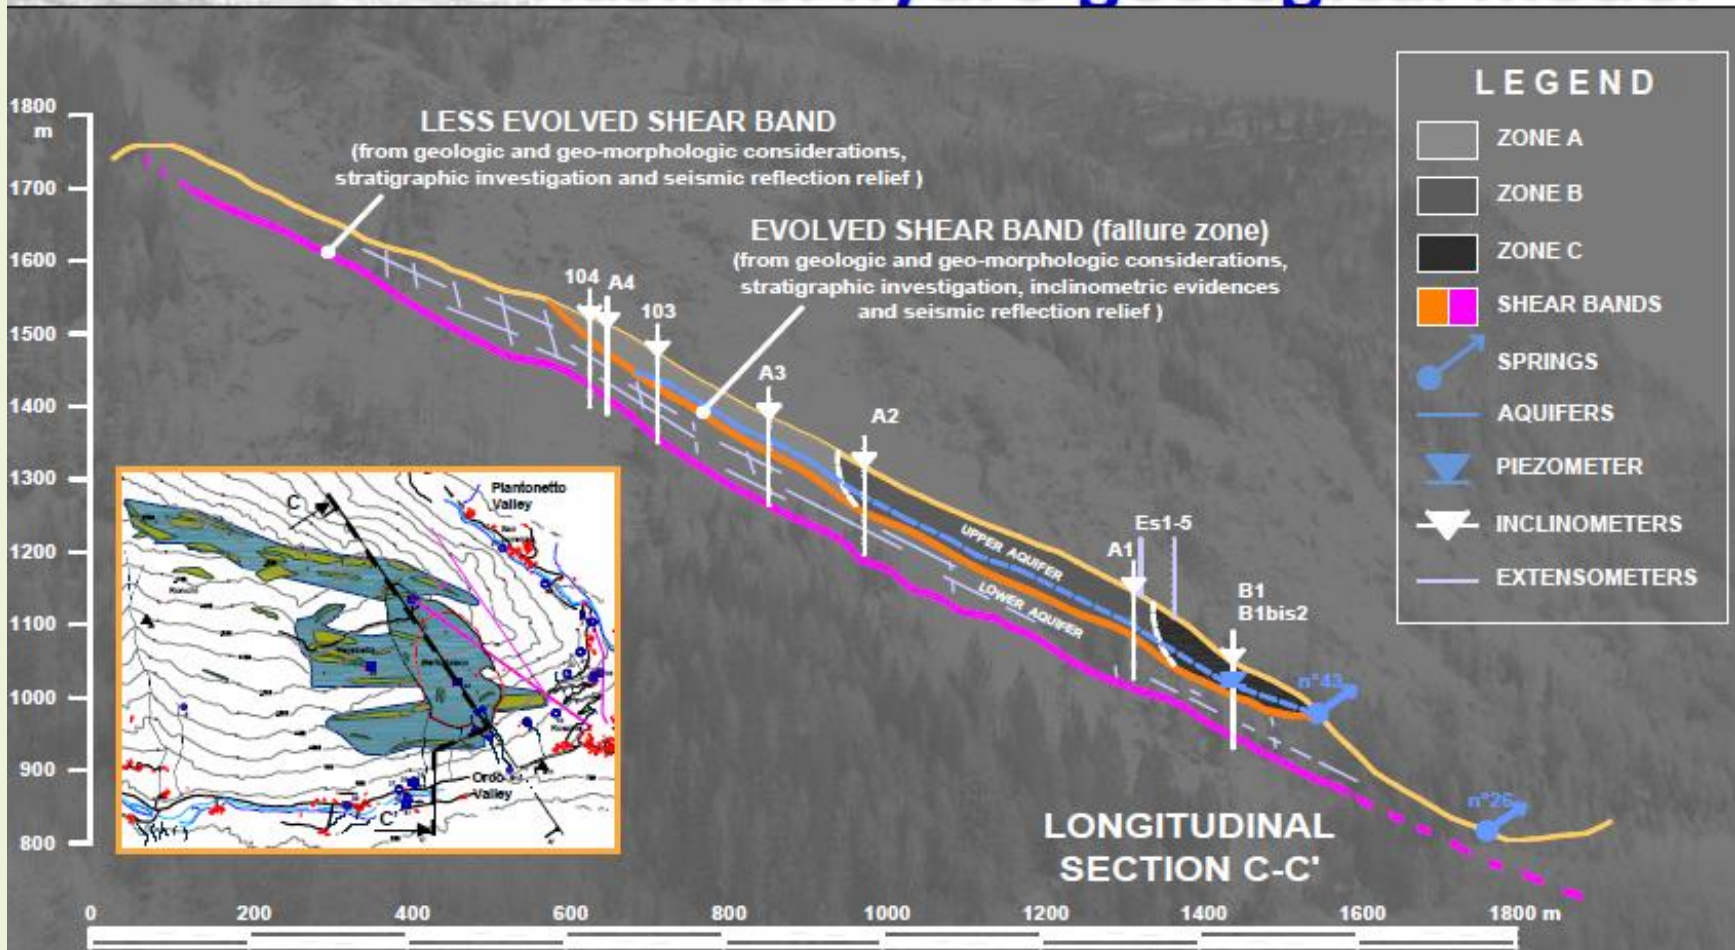 1800
m
1700
1600
1500
1400
1300
1200
1100
1000
900
800
LESS EVOLVED SHEAR BAND
(from geologic and geo-morphologic considerations,
stratigraphic investigation and seismic reflection relief )
EVOLVED SHEAR BAND (faIlure zone)
(from geologic and geo-morphologic considerations,
stratigraphic investigation, inclinometric evidences
and seismic reflection relief )
104
A4
103
A3
A2
Es1-5
A1
B1
B1bis2
UPPER AQUIFER
LOWER AQUIFER
n°43
n°26
LEGEND
ZONE A
ZONE B
ZONE C
SHEAR BANDS
SPRINGS
AQUIFERS
PIEZOMETER
INCLINOMETERS
EXTENSOMETERS
C
Piantonetto
Valley
Orco
Valley
C'
LONGITUDINAL
SECTION C-C'
0 200 400 600 800 1000 1200 1400 1600 1800 m